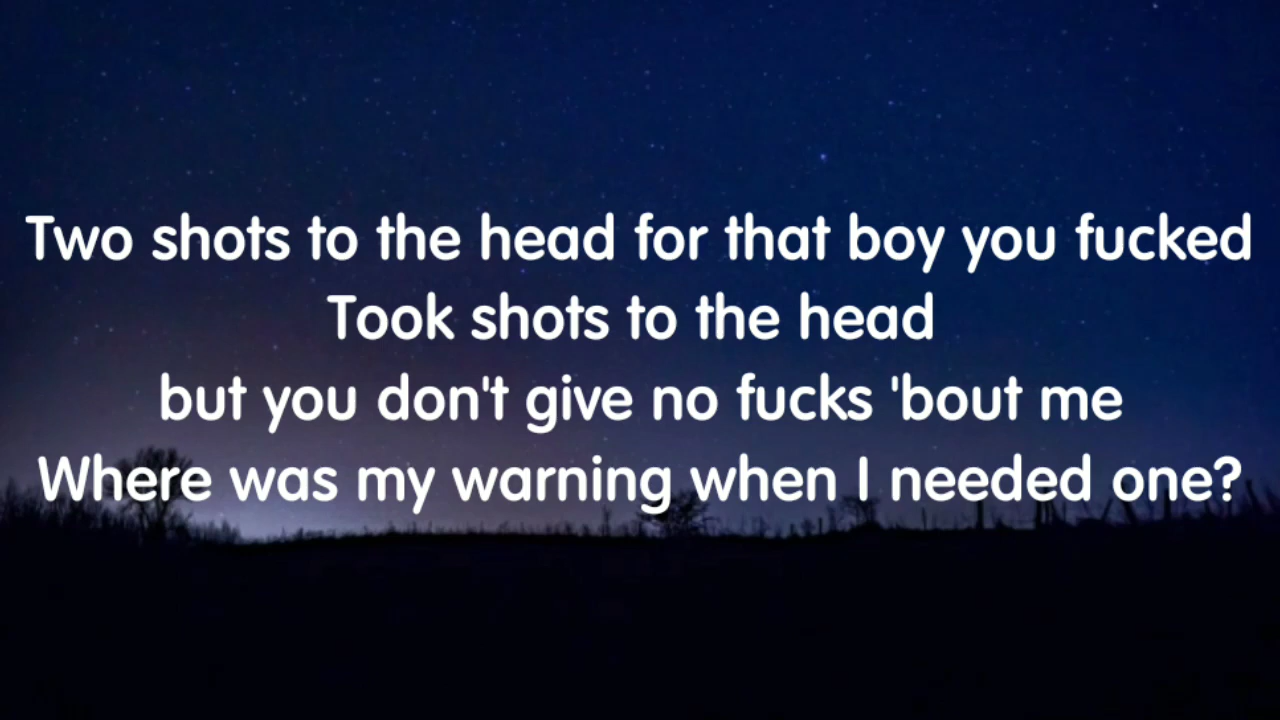 Two shots to the head for that boy you fucked
Took shots to the head
but you don't give no fucks 'bout me
Where was my warning when I needed one?